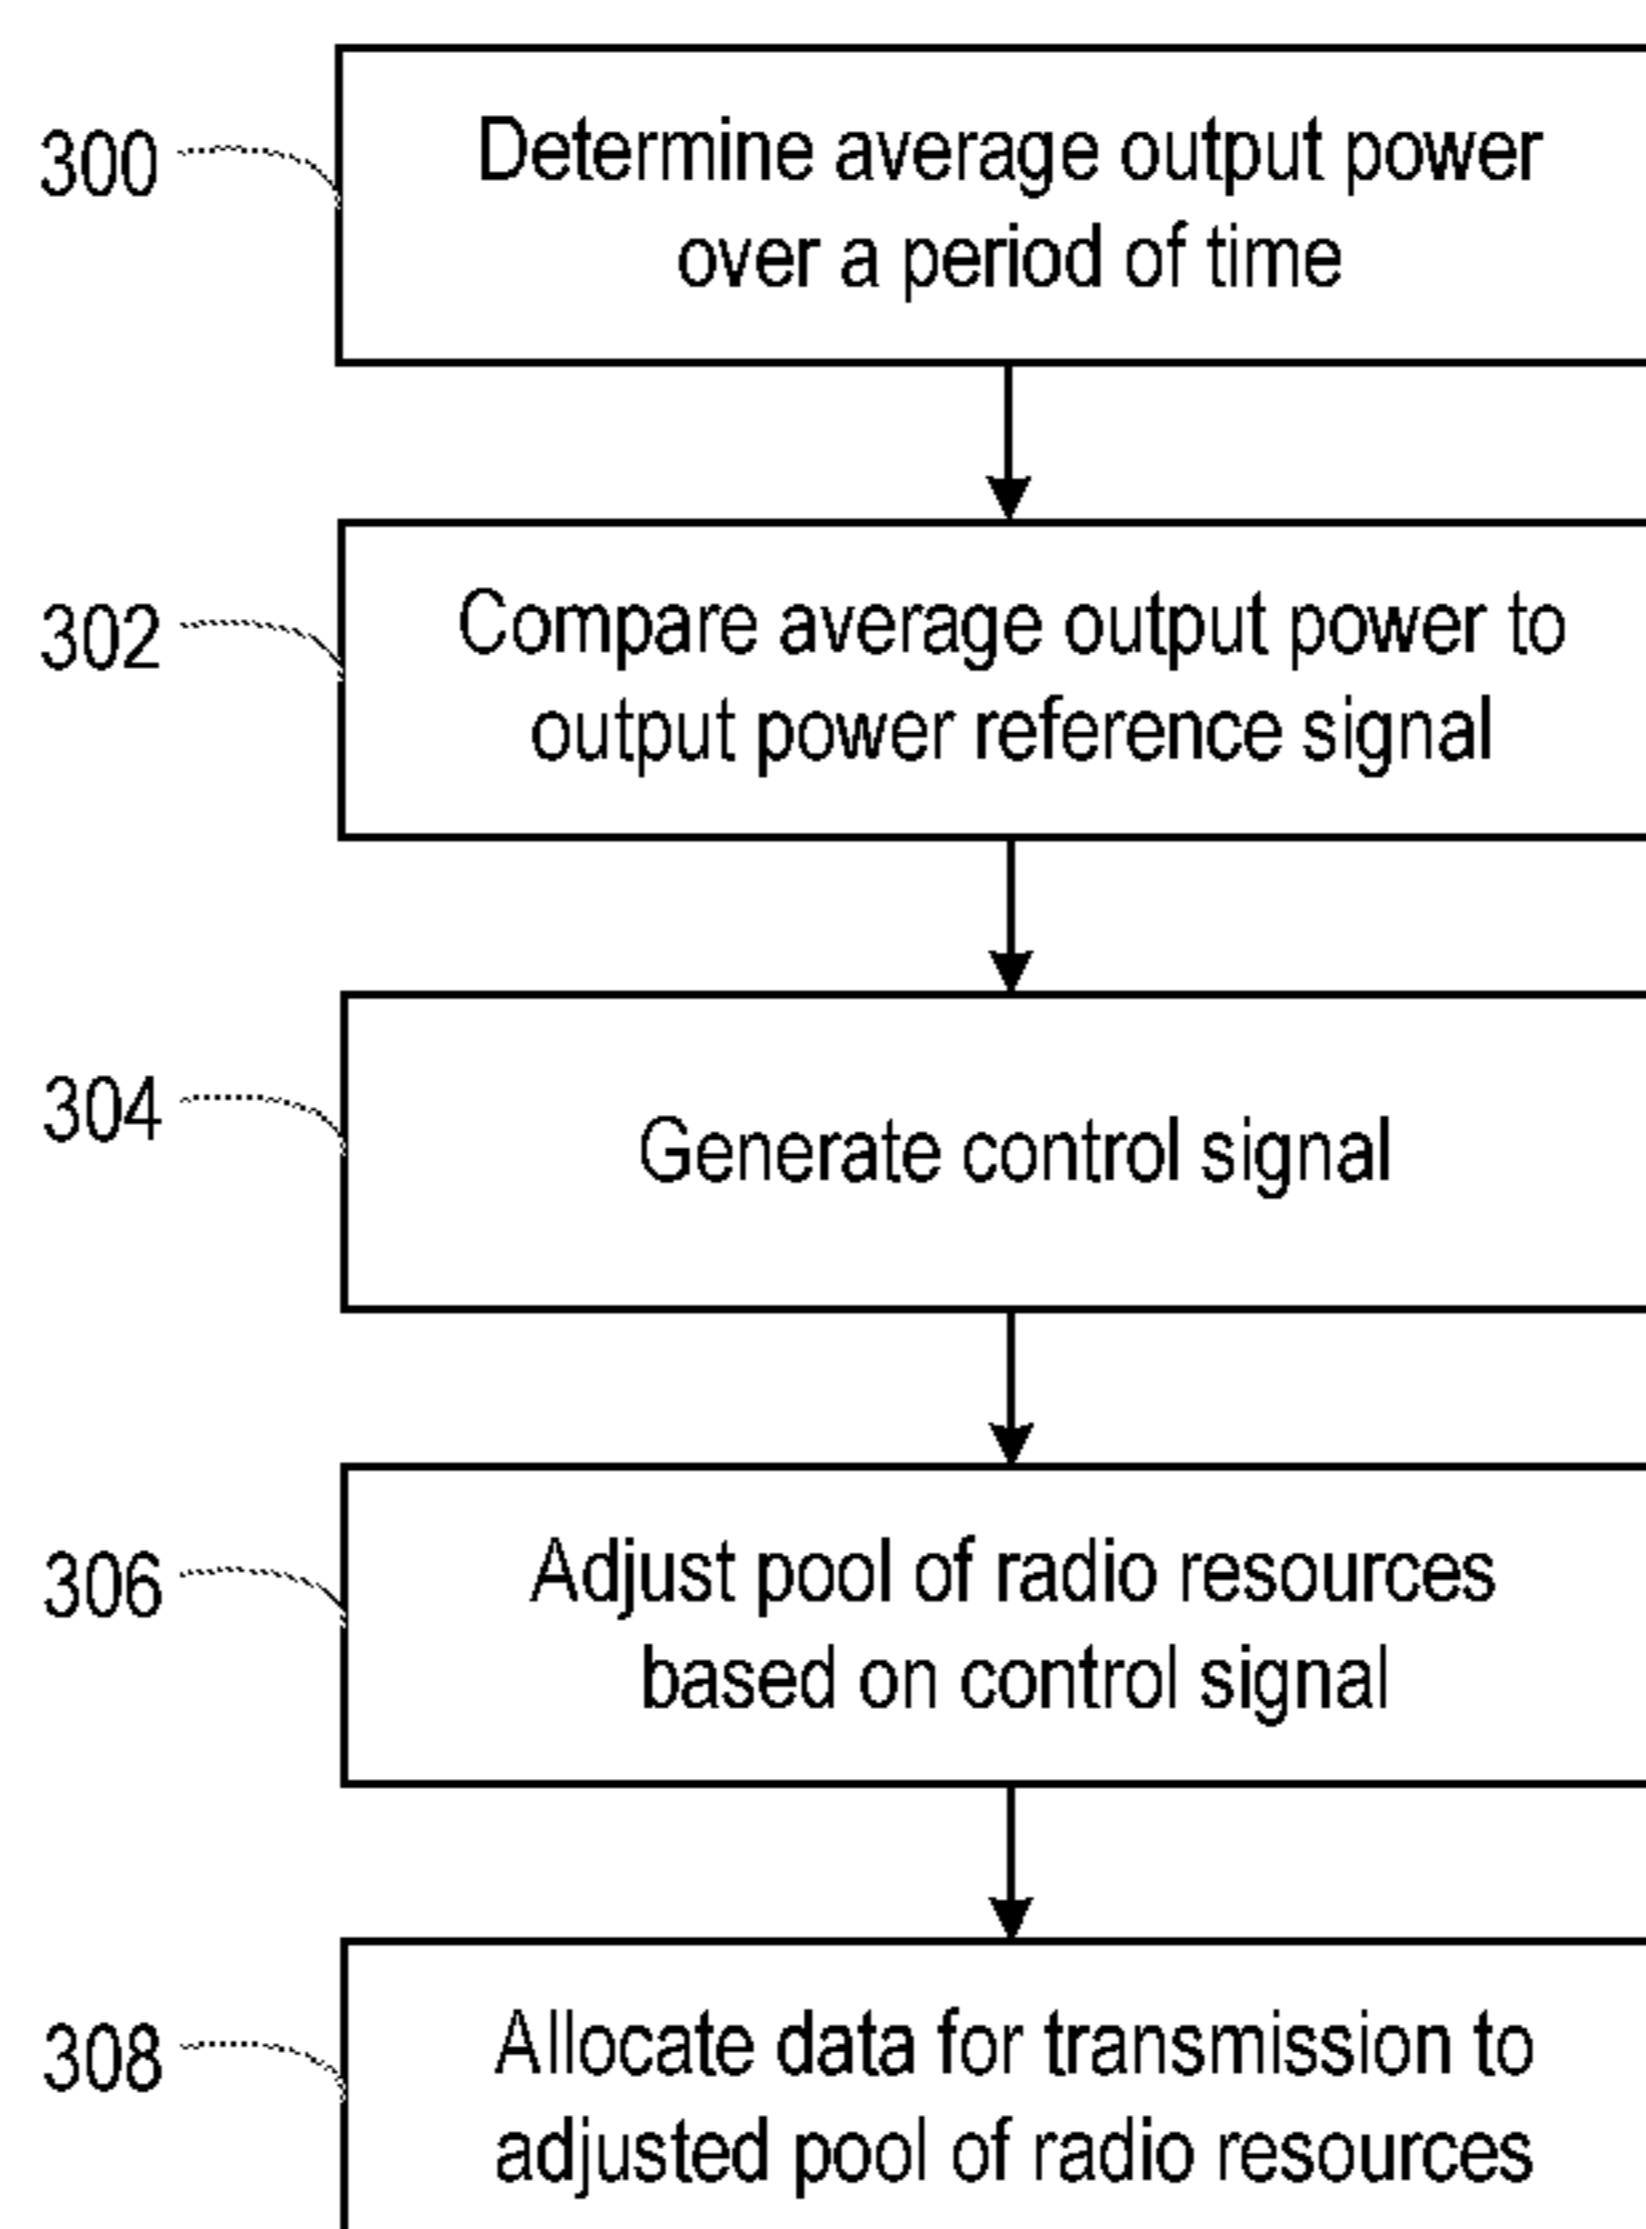 300
Determine average output power
over a period of time
302
Compare average output power to
output power reference signal
304
Generate control signal
306
Adjust pool of radio resources
based on control signal
308
Allocate data for transmission to
adjusted pool of radio resources